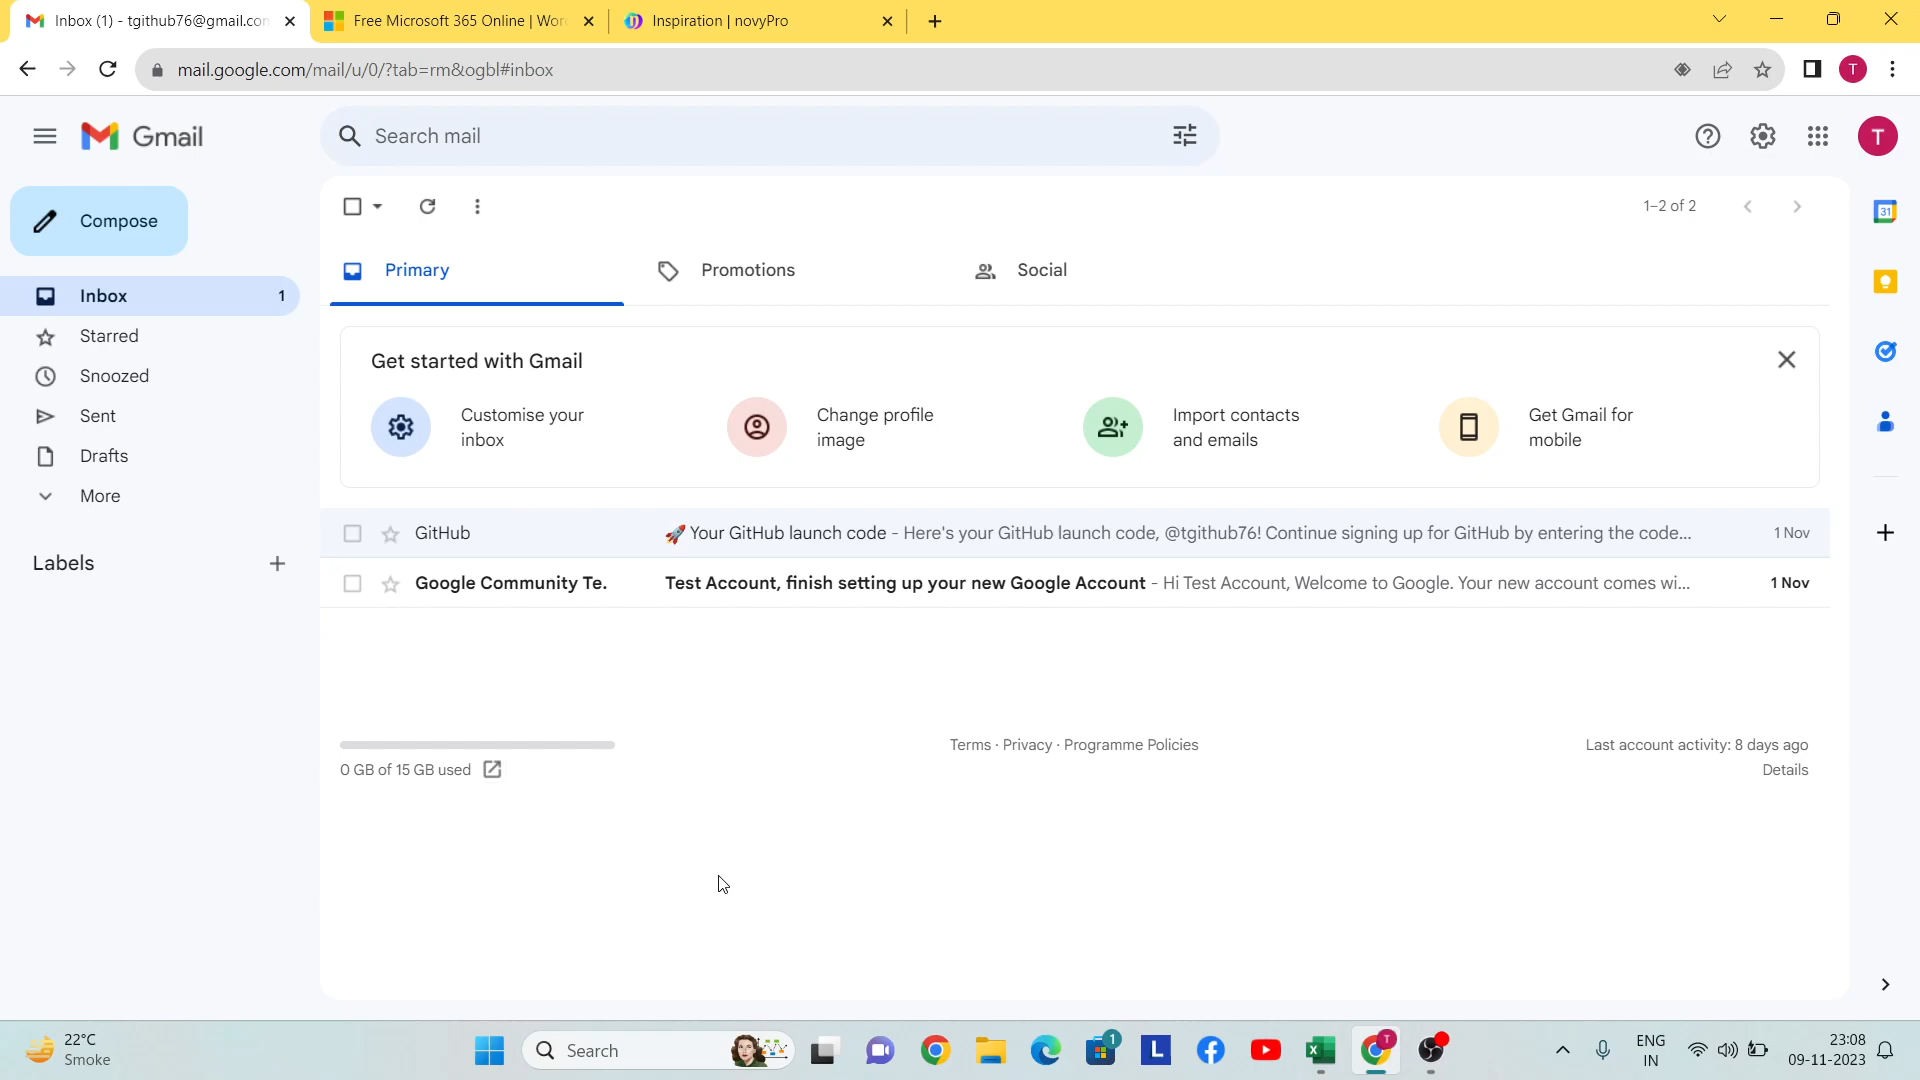 Inbox (1) - tgithub76@gmail.con
Free Microsoft 365 Online | Wor
Inspiration | novyPro
mail.google.com/mail/u/0/?tab=rm&ogbl#inbox
T
Gmail
Search mail
T
Compose
1–2 of 2
31
Primary
Promotions
Social
Inbox 1
Starred
Snoozed
Sent
Drafts
More
Labels
Get started with Gmail
Customise your
inbox
Change profile
image
Import contacts
and emails
Get Gmail for
mobile
GitHub 🚀 Your GitHub launch code - Here's your GitHub launch code, @tgithub76! Continue signing up for GitHub by entering the code... 1 Nov
Google Community Te. Test Account, finish setting up your new Google Account - Hi Test Account, Welcome to Google. Your new account comes wi... 1 Nov
0 GB of 15 GB used
Terms · Privacy · Programme Policies
Last account activity: 8 days ago
Details
22°C
Smoke
Search
1
L
T
ENG
IN
23:08
09-11-2023